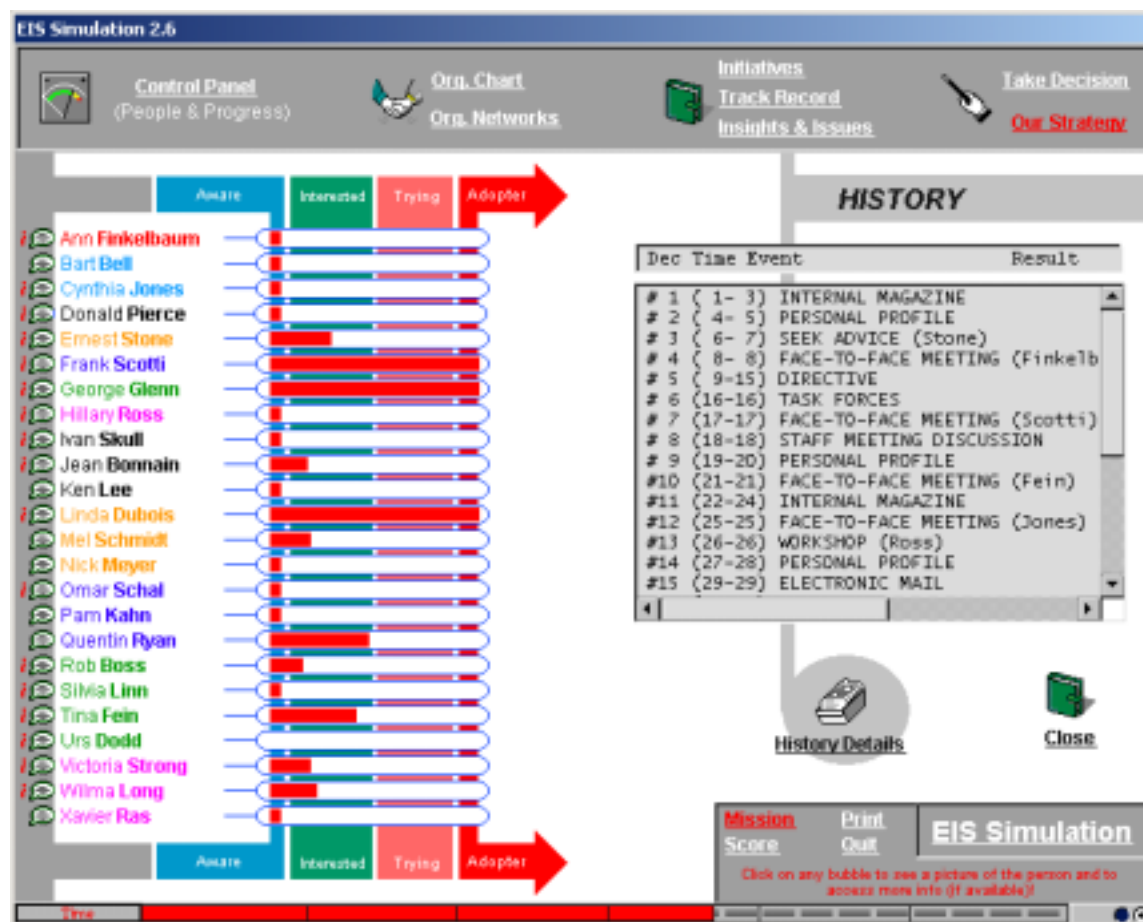 EIS Simulation 2.6
Control Panel
(People & Progress)
Org. Chart
Org. Networks
Initiatives
Track Record
Insights & Issues
Take Decision
Our Strategy
Aware Interested Trying Adopter
i Ann Finkelbaum
Bart Bell
i Cynthia Jones
i Donald Pierce
i Ernest Stone
Frank Scotti
i George Glenn
i Hillary Ross
i Ivan Skull
i Jean Bonnain
Ken Lee
i Linda Dubois
i Mel Schmidt
Nick Meyer
i Omar Schal
Pam Kahn
Quentin Ryan
i Rob Boss
i Silvia Linn
i Tina Fein
i Urs Dodd
i Victoria Strong
i Wilma Long
Xavier Ras
Aware Interested Trying Adopter
HISTORY
Dec Time Event Result
# 1 ( 1- 3) INTERNAL MAGAZINE
# 2 ( 4- 5) PERSONAL PROFILE
# 3 ( 6- 7) SEEK ADVICE (Stone)
# 4 ( 8- 8) FACE-TO-FACE MEETING (Finkelb
# 5 ( 9-15) DIRECTIVE
# 6 (16-16) TASK FORCES
# 7 (17-17) FACE-TO-FACE MEETING (Scotti)
# 8 (18-18) STAFF MEETING DISCUSSION
# 9 (19-20) PERSONAL PROFILE
#10 (21-21) FACE-TO-FACE MEETING (Fein)
#11 (22-24) INTERNAL MAGAZINE
#12 (25-25) FACE-TO-FACE MEETING (Jones)
#13 (26-26) WORKSHOP (Ross)
#14 (27-28) PERSONAL PROFILE
#15 (29-29) ELECTRONIC MAIL
History Details
Close
Mission Print
Score Quit
EIS Simulation
Click on any bubble to see a picture of the person and to
access more info (if available)!
Time